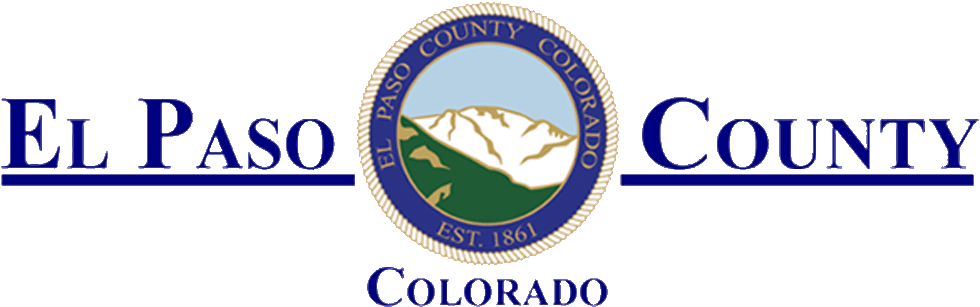 EL PASO COUNTY
EL PASO COUNTY COLORADO
EST. 1861
COLORADO